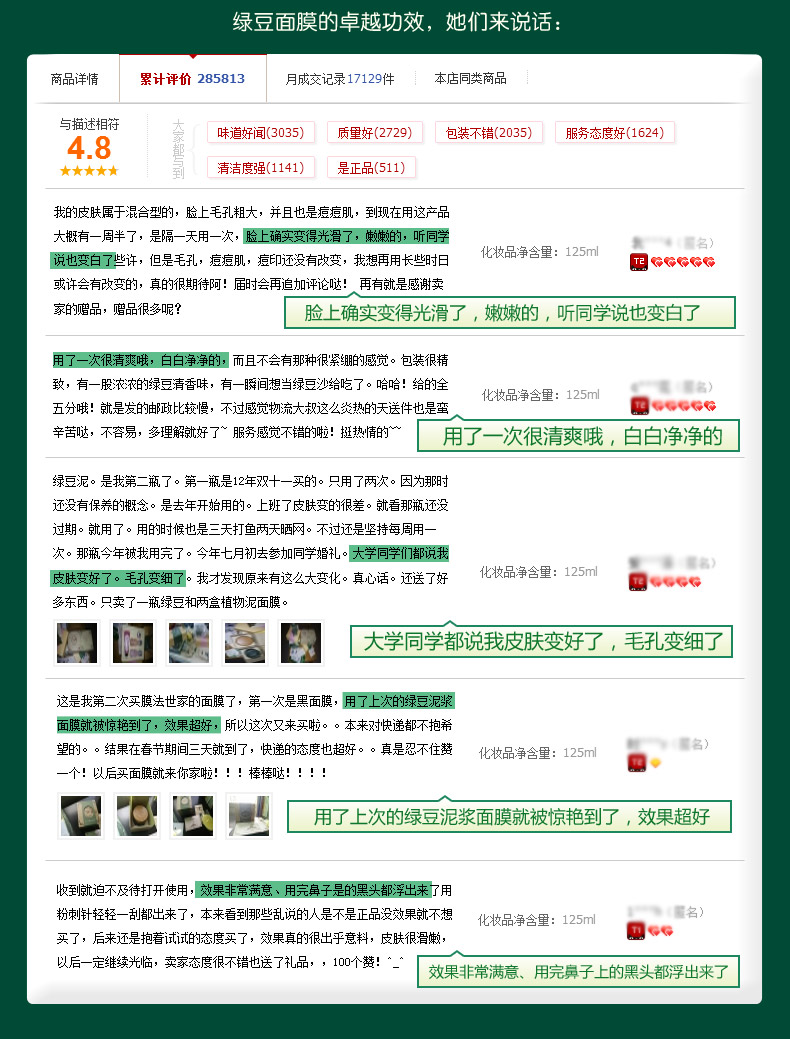 绿豆面膜的卓越功效，她们来说话：
商品详情 累计评价 285813 月成交记录17129件 本店同类商品
与描述相符
4.8
大家都写到
味道好闻(3035) 质量好(2729) 包装不错(2035) 服务态度好(1624)
清洁度强(1141) 是正品(511)
我的皮肤属于混合型的，脸上毛孔粗大，并且也是痘痘肌，到现在用这产品
大概有一周半了，是隔一天用一次，脸上确实变得光滑了，嫩嫩的，听同学
说也变白了些许，但是毛孔，痘痘肌，痘印还没有改变，我想再用长些时日
或许会有改变的，真的很期待阿！届时会再追加评论哒！ 再有就是感谢卖
家的赠品，赠品很多呢？
化妆品净含量：125ml
（匿名）
T2
脸上确实变得光滑了，嫩嫩的，听同学说也变白了
用了一次很清爽哦，白白净净的，而且不会有那种很紧绷的感觉。包装很精
致，有一股浓浓的绿豆清香味，有一瞬间想当绿豆沙给吃了。哈哈！给的全
五分哦！就是发的邮政比较慢，不过感觉物流大叔这么炎热的天送件也是蛮
辛苦哒，不容易，多理解就好了~ 服务感觉不错的啦！挺热情的~~
化妆品净含量：125ml
（匿名）
T2
用了一次很清爽哦，白白净净的
绿豆泥。是我第二瓶了。第一瓶是12年双十一买的。只用了两次。因为那时
还没有保养的概念。是去年开始用的。上班了皮肤变的很差。就看那瓶还没
过期。就用了。用的时候也是三天打鱼两天晒网。不过还是坚持每周用一
次。那瓶今年被我用完了。今年七月初去参加同学婚礼。大学同学们都说我
皮肤变好了。毛孔变细了。我才发现原来有这么大变化。真心话。还送了好
多东西。只卖了一瓶绿豆和两盒植物泥面膜。
化妆品净含量：125ml
（匿名）
T2
大学同学都说我皮肤变好了，毛孔变细了
这是我第二次买膜法世家的面膜了，第一次是黑面膜，用了上次的绿豆泥浆
面膜就被惊艳到了，效果超好，所以这次又来买啦。。本来对快递都不抱希
望的。。结果在春节期间三天就到了，快递的态度也超好。。真是忍不住赞
一个！以后买面膜就来你家啦！！！棒棒哒！！！！
化妆品净含量：125ml
（匿名）
T2
用了上次的绿豆泥浆面膜就被惊艳到了，效果超好
收到就迫不及待打开使用，效果非常满意、用完鼻子是的黑头都浮出来了用
粉刺针轻轻一刮都出来了，本来看到那些乱说的人是不是正品没效果就不想
买了，后来还是抱着试试的态度买了，效果真的很出乎意料，皮肤很滑嫩，
以后一定继续光临，卖家态度很不错也送了礼品，，100个赞！^_^
化妆品净含量：125ml
（匿名）
T1
效果非常满意、用完鼻子上的黑头都浮出来了